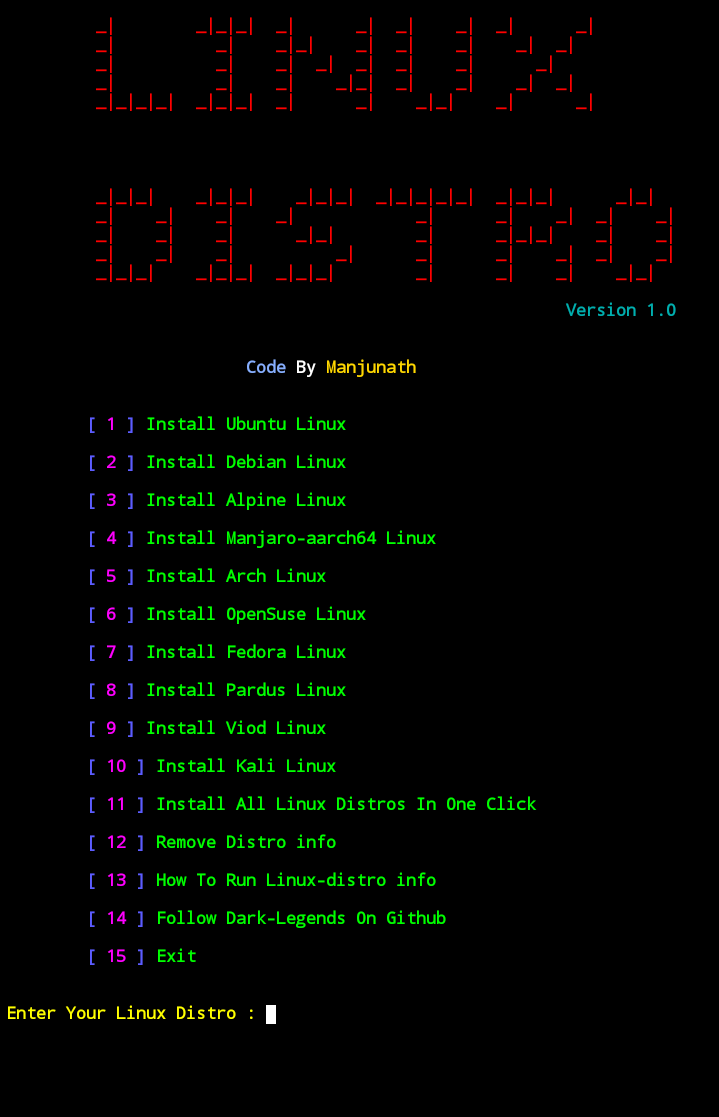 LINUX
DISTRO
Version 1.0
Code By Manjunath
[ 1 ] Install Ubuntu Linux
[ 2 ] Install Debian Linux
[ 3 ] Install Alpine Linux
[ 4 ] Install Manjaro-aarch64 Linux
[ 5 ] Install Arch Linux
[ 6 ] Install OpenSuse Linux
[ 7 ] Install Fedora Linux
[ 8 ] Install Pardus Linux
[ 9 ] Install Viod Linux
[ 10 ] Install Kali Linux
[ 11 ] Install All Linux Distros In One Click
[ 12 ] Remove Distro info
[ 13 ] How To Run Linux-distro info
[ 14 ] Follow Dark-Legends On Github
[ 15 ] Exit
Enter Your Linux Distro :